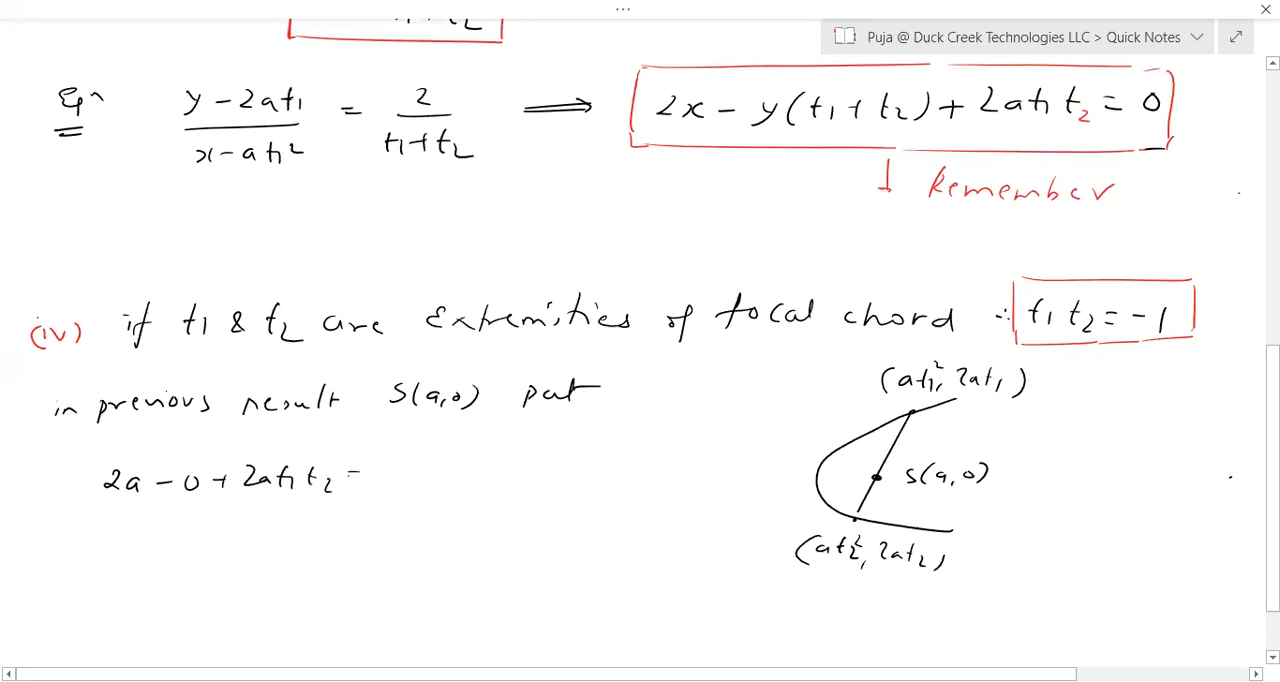 Puja @ Duck Creek Technologies LLC > Quick Notes
Eqn (y - 2at₁)/(x - at₁²) = 2/(t₁ + t₂) ⟹ 2x - y(t₁ + t₂) + 2at₁t₂ = 0
↓ Remember
(iv) if t₁ & t₂ are Extremities of focal chord ∴ t₁t₂ = -1
in previous result S(a,0) put
(at₁², 2at₁)
2a - 0 + 2at₁t₂ =
S(a, 0)
(at₂², 2at₂)